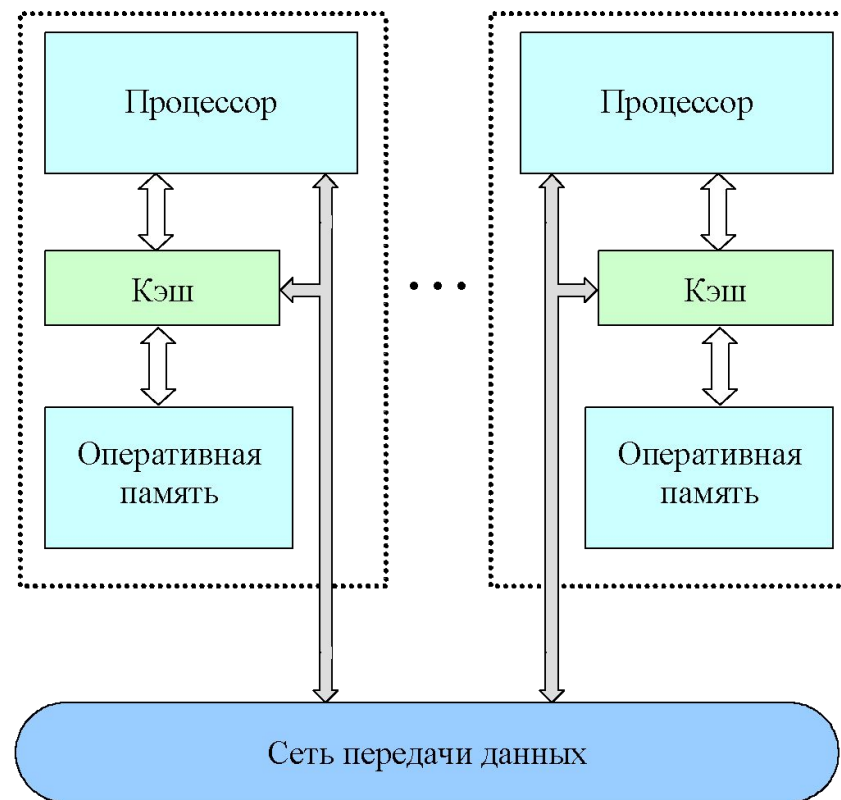 Процессор
Процессор
Кэш
. . .
Кэш
Оперативная
память
Оперативная
память
Сеть передачи данных